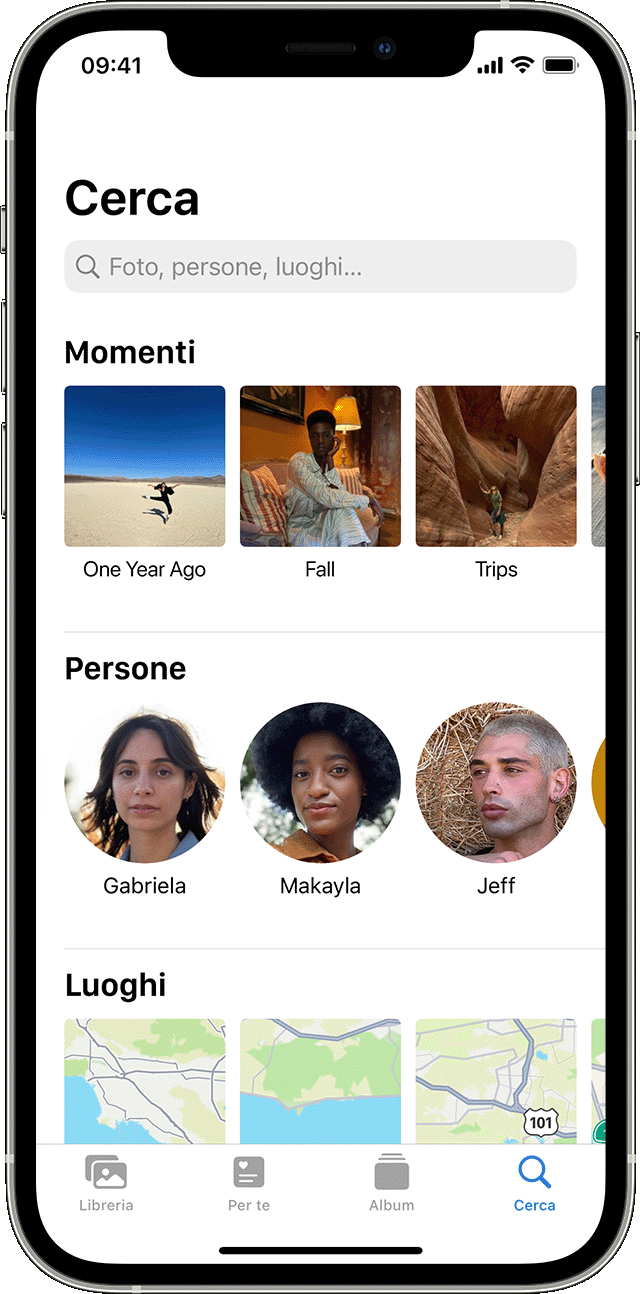 09:41
Cerca
Foto, persone, luoghi...
Momenti
One Year Ago
Fall
Trips
Persone
Gabriela
Makayla
Jeff
Luoghi
101
Libreria
Per te
Album
Cerca